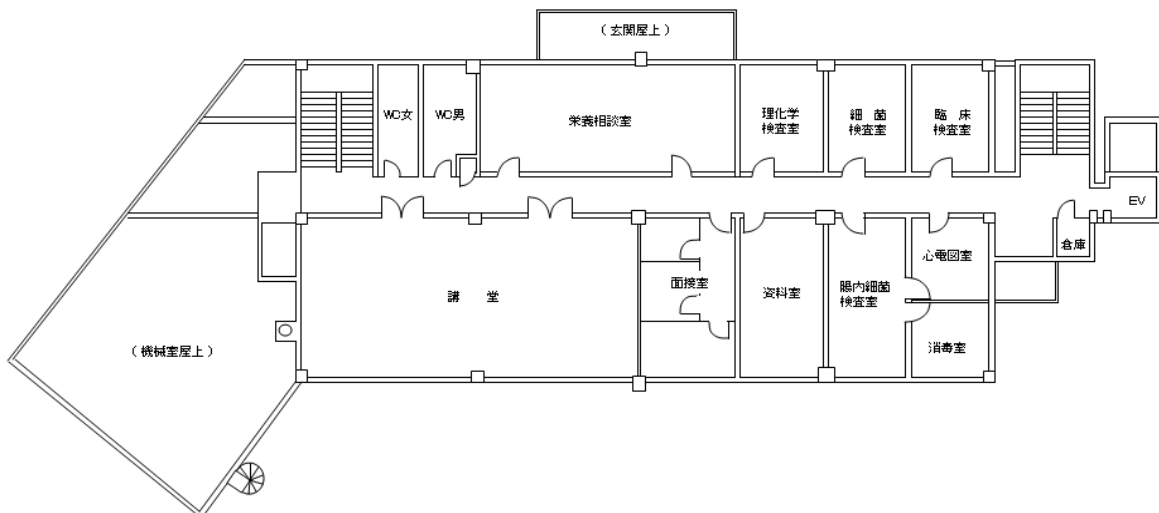 （玄関屋上）
WC女
WC男
栄養相談室
理化学
検査室
細　菌
検査室
臨　床
検査室
EV
倉庫
心電図室
面接室
資料室
腸内細菌
検査室
講　　堂
（機械室屋上）
消毒室